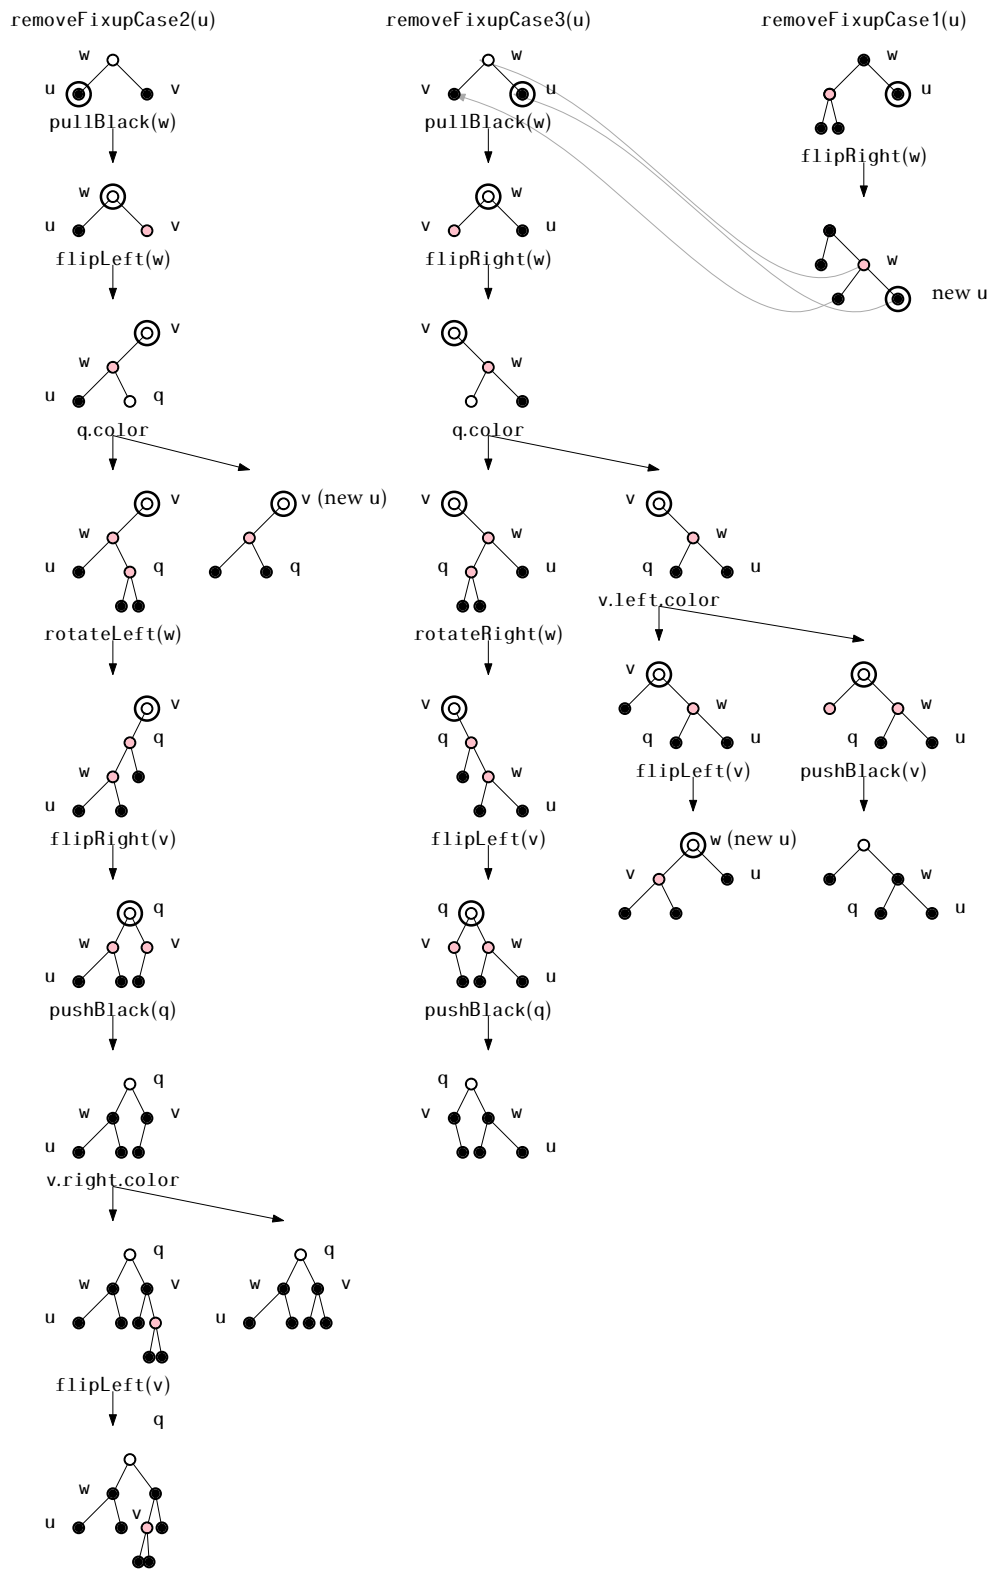 removeFixupCase2(u) removeFixupCase3(u) removeFixupCase1(u)
w w w
u v v u u
pullBlack(w) pullBlack(w)
flipRight(w)
w w
u v v u
flipLeft(w) flipRight(w) w
new u
v v
w w
u q
q.color q.color
v v (new u) v v
w w w
u q q q u q u
v.left.color
rotateLeft(w) rotateRight(w)
v v v
q q w w
w w q u q u
flipLeft(v) pushBlack(v)
u u
flipRight(v) flipLeft(v) w (new u)
v u w
q q q u
w v v w
u u
pushBlack(q) pushBlack(q)
q q
w v v w
u u
v.right.color
q q
w v w v
u u
flipLeft(v)
q
w
v
u